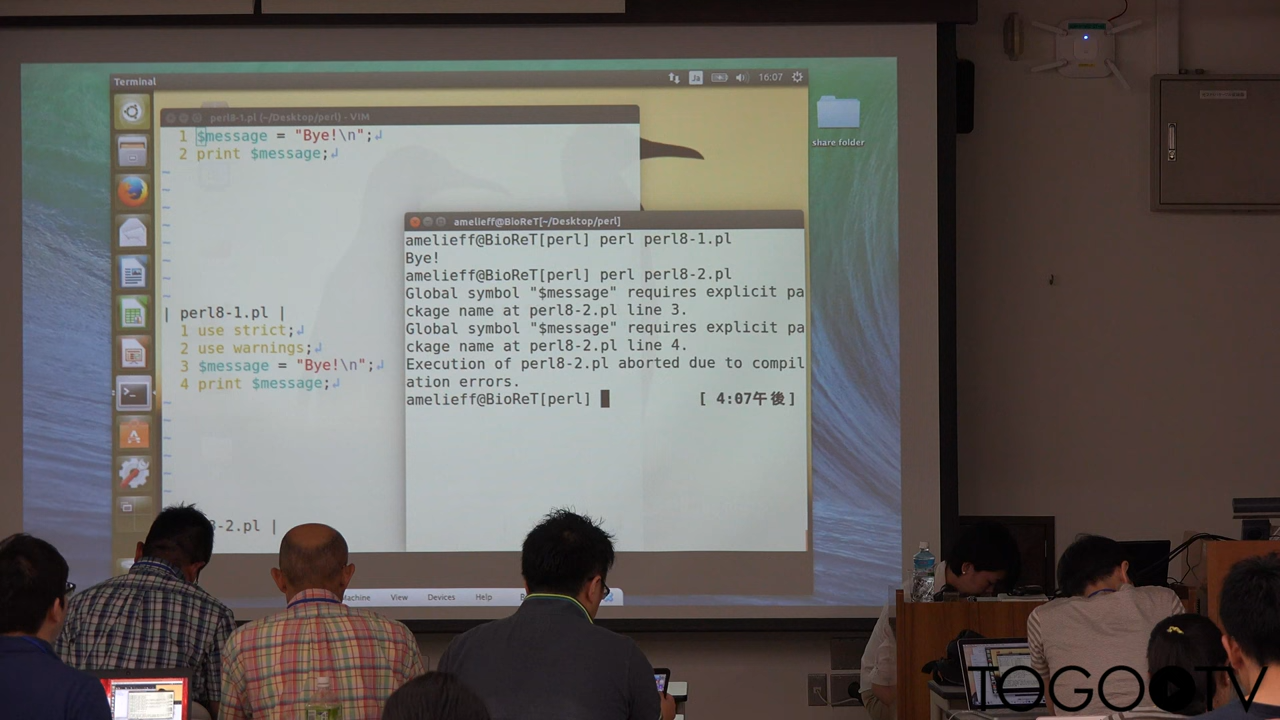 Terminal
Ja
16:07
share folder
perl8-1.pl (~/Desktop/perl) - VIM
1 $message = "Bye!\n";↲
2 print $message;↲
~
~
~
~
~
~
~
| perl8-1.pl |
1 use strict;↲
2 use warnings;↲
3 $message = "Bye!\n";↲
4 print $message;↲
~
~
~
~
~
~
~
-2.pl |
amelieff@BioReT[~/Desktop/perl]
amelieff@BioReT[perl] perl perl8-1.pl
Bye!
amelieff@BioReT[perl] perl perl8-2.pl
Global symbol "$message" requires explicit pa
ckage name at perl8-2.pl line 3.
Global symbol "$message" requires explicit pa
ckage name at perl8-2.pl line 4.
Execution of perl8-2.pl aborted due to compil
ation errors.
amelieff@BioReT[perl] [ 4:07午後]
achine View Devices Help
TOGOTV